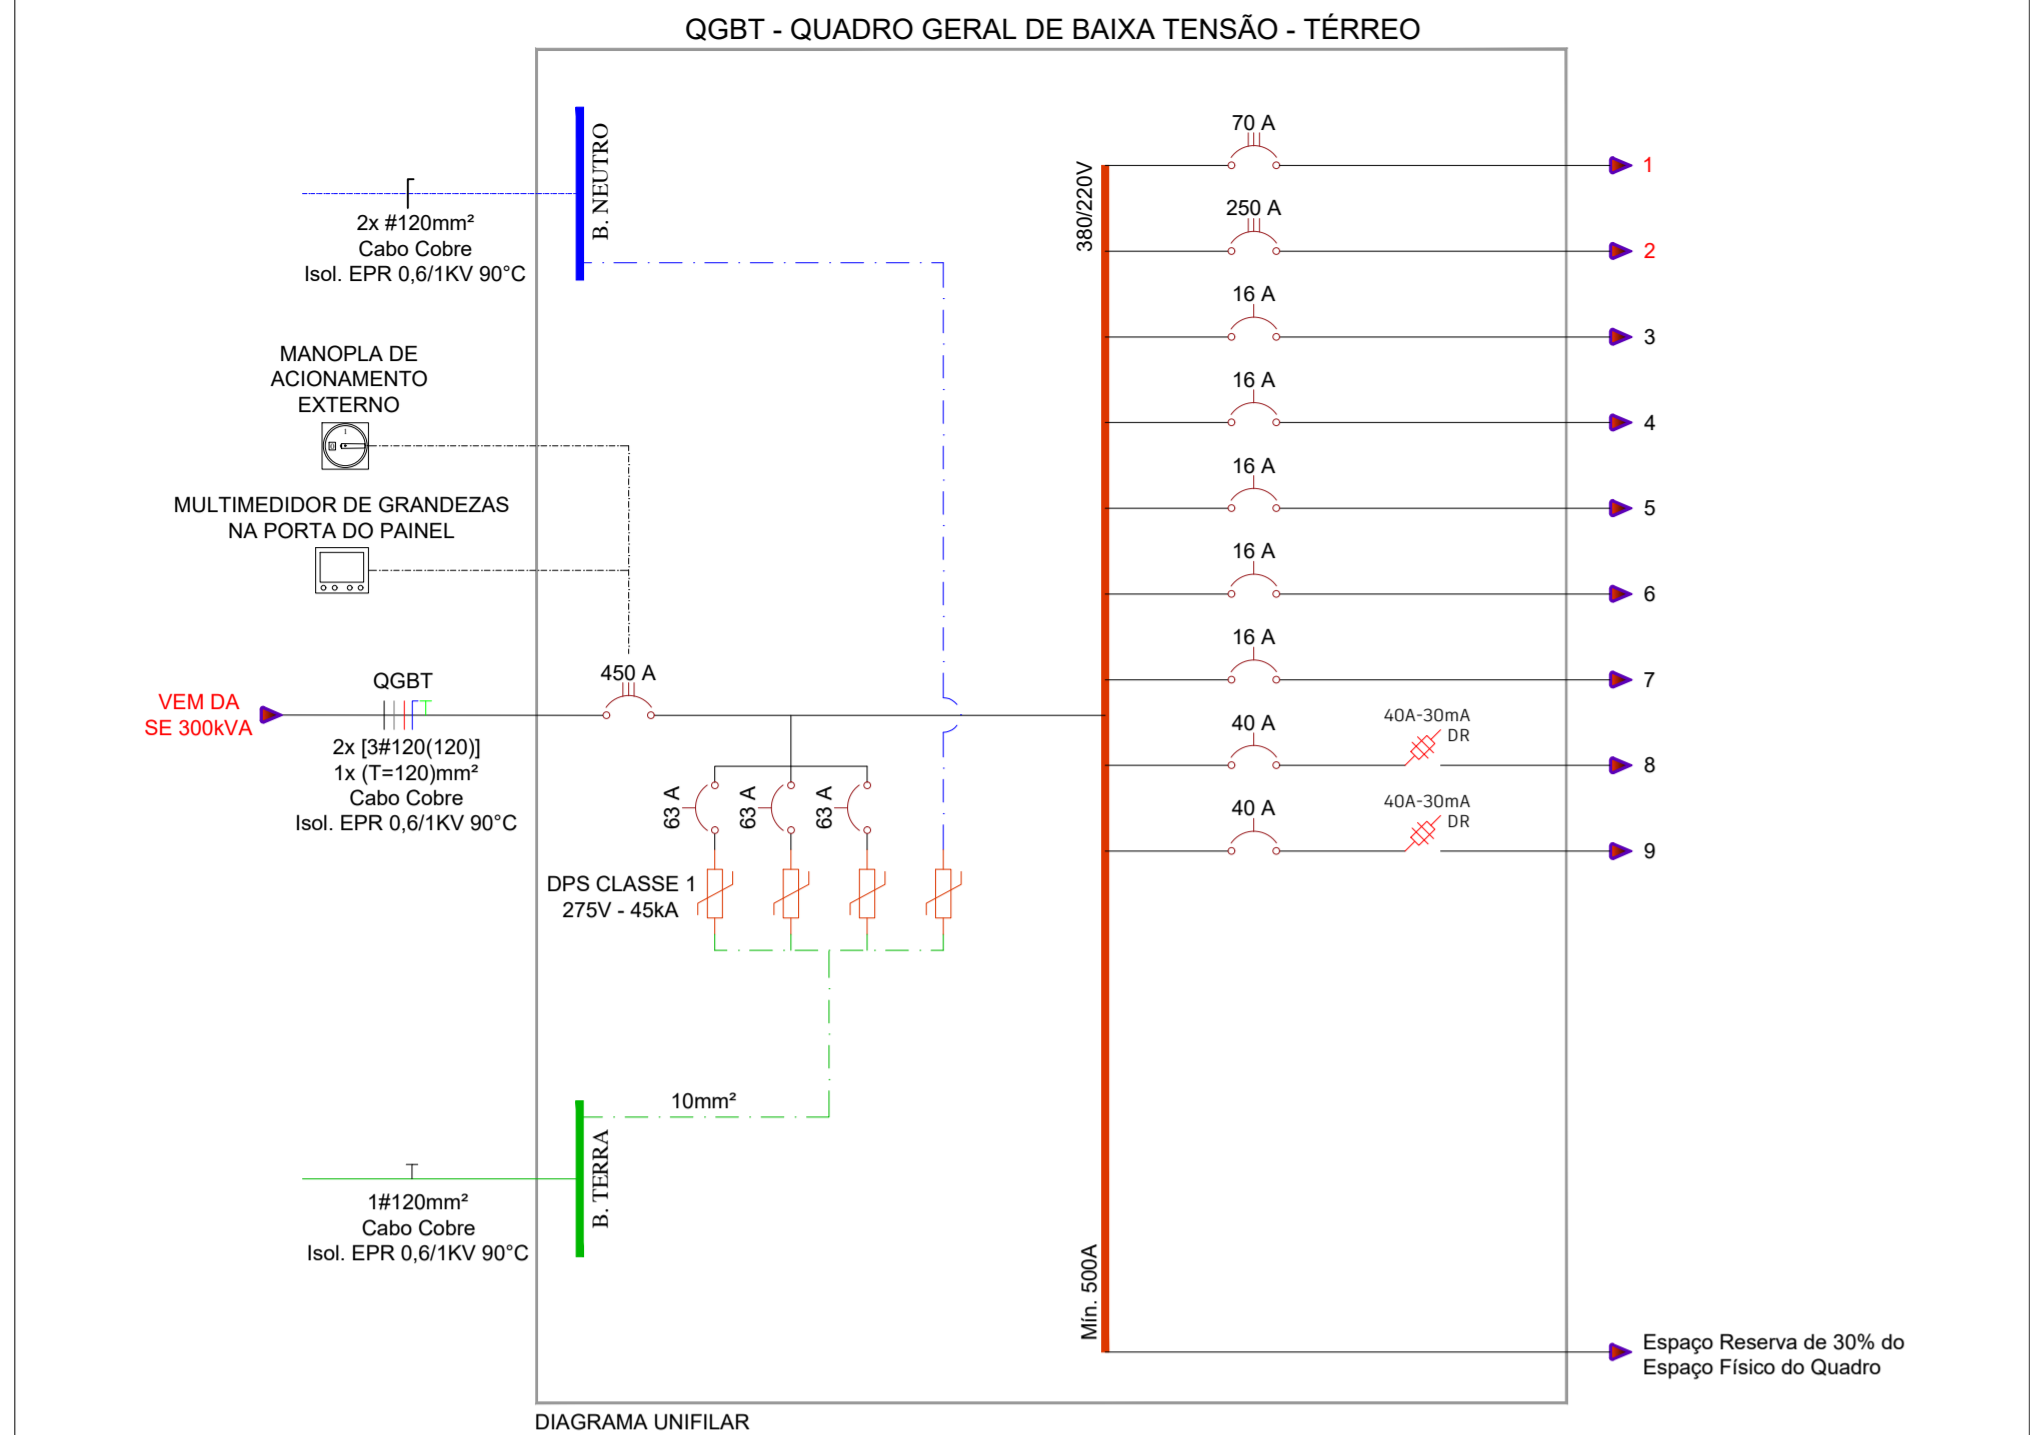 QGBT - QUADRO GERAL DE BAIXA TENSÃO - TÉRREO
B. NEUTRO
2x #120mm²
Cabo Cobre
Isol. EPR 0,6/1KV 90°C
MANOPLA DE
ACIONAMENTO
EXTERNO
MULTIMEDIDOR DE GRANDEZAS
NA PORTA DO PAINEL
VEM DA
SE 300kVA
QGBT
2x [3#120(120)]
1x (T=120)mm²
Cabo Cobre
Isol. EPR 0,6/1KV 90°C
450 A
63 A
63 A
63 A
DPS CLASSE 1
275V - 45kA
10mm²
B. TERRA
1#120mm²
Cabo Cobre
Isol. EPR 0,6/1KV 90°C
380/220V
Mín. 500A
70 A
1
250 A
2
16 A
3
16 A
4
16 A
5
16 A
6
16 A
7
40 A
40A-30mA
DR
8
40 A
40A-30mA
DR
9
Espaço Reserva de 30% do
Espaço Físico do Quadro
DIAGRAMA UNIFILAR